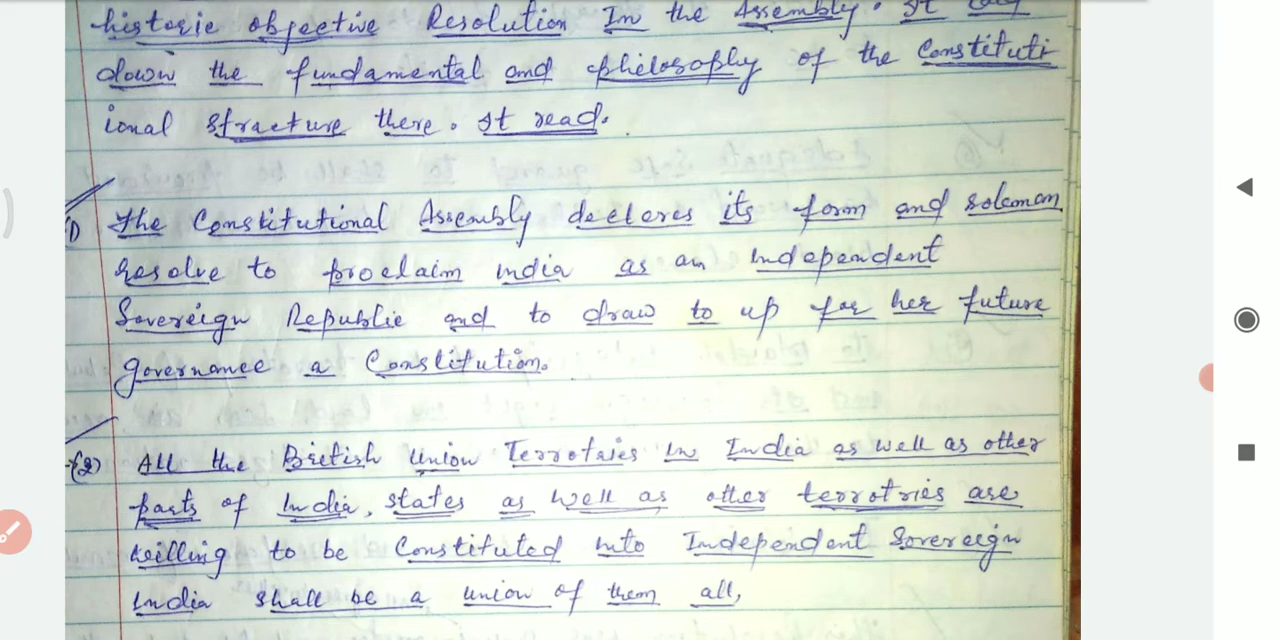 historic objective Resolution In the Assembly. It
down the fundamental and philosophy of the Constituti
ional structure there. It read.
(1) The Constitutional Assembly declares its form and solemon
resolve to proclaim india as an Independent
Sovereign Republic and to draw to up for her future
governance a Constitution.
(2) All the British Union Terrotries in India as well as other
parts of India, states as well as other terrotries are
willing to be Constituted into Independent Sovereign
India shall be a union of them all,